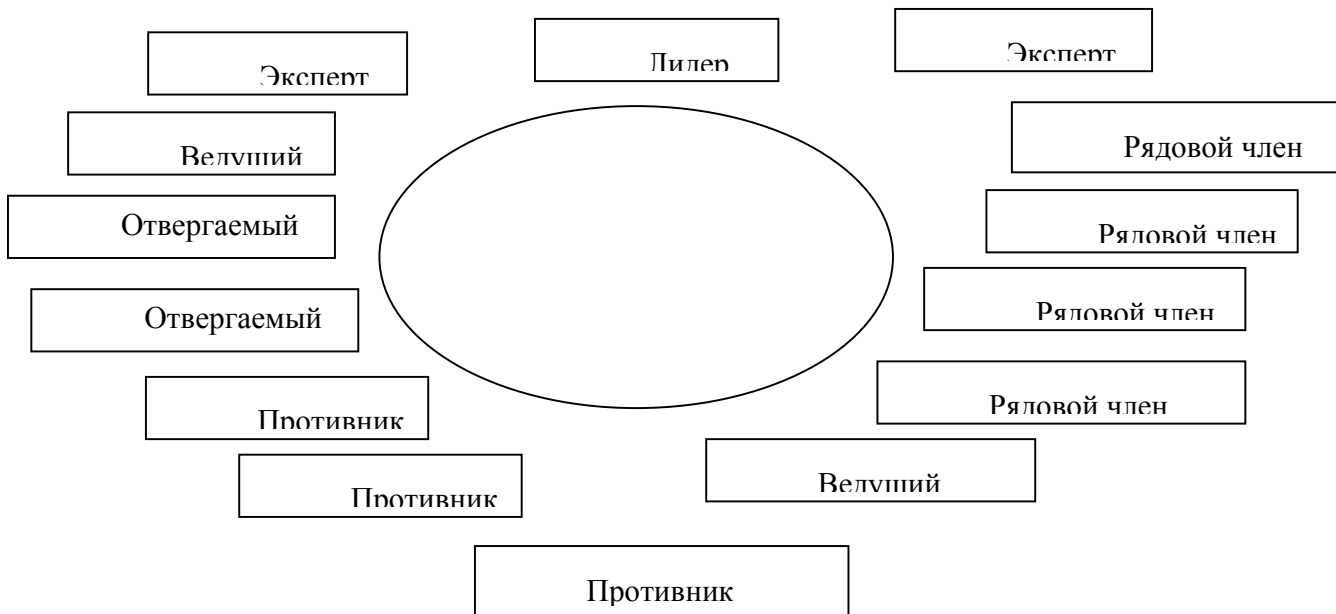 Эксперт
Лидер
Эксперт
Ведущий
Рядовой член
Отвергаемый
Рядовой член
Отвергаемый
Рядовой член
Противник
Рядовой член
Противник
Ведущий
Противник